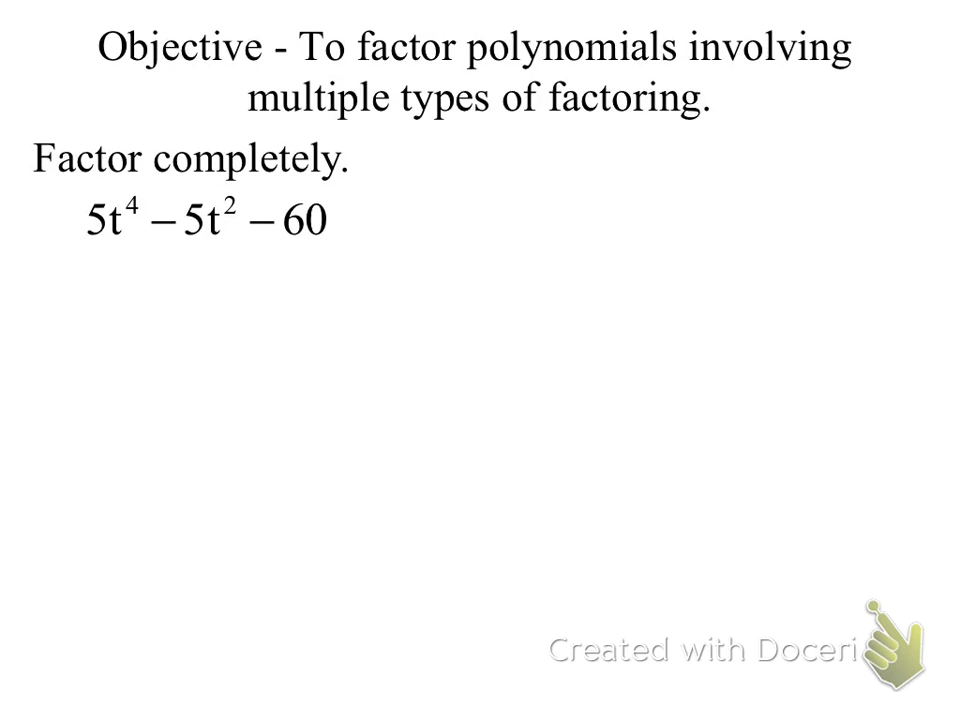 Objective - To factor polynomials involving
multiple types of factoring.
Factor completely.
5t⁴ − 5t² − 60
Created with Doceri